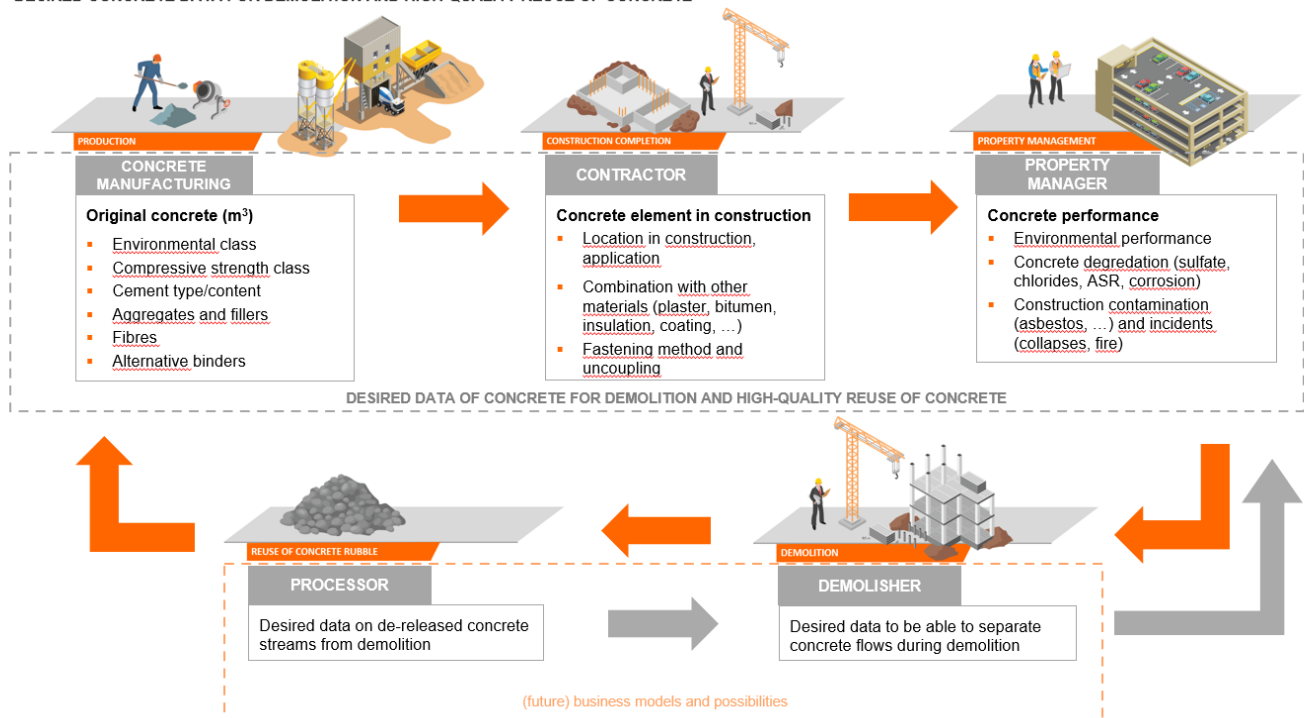 PRODUCTION
CONSTRUCTION COMPLETION
PROPERTY MANAGEMENT
CONCRETE
MANUFACTURING
Original concrete (m³)
Environmental class
Compressive strength class
Cement type/content
Aggregates and fillers
Fibres
Alternative binders
CONTRACTOR
Concrete element in construction
Location in construction,
application
Combination with other
materials (plaster, bitumen,
insulation, coating, …)
Fastening method and
uncoupling
PROPERTY
MANAGER
Concrete performance
Environmental performance
Concrete degredation (sulfate,
chlorides, ASR, corrosion)
Construction contamination
(asbestos, …) and incidents
(collapses, fire)
DESIRED DATA OF CONCRETE FOR DEMOLITION AND HIGH-QUALITY REUSE OF CONCRETE
REUSE OF CONCRETE RUBBLE
DEMOLITION
PROCESSOR
Desired data on de-released concrete
streams from demolition
DEMOLISHER
Desired data to be able to separate
concrete flows during demolition
(future) business models and possibilities